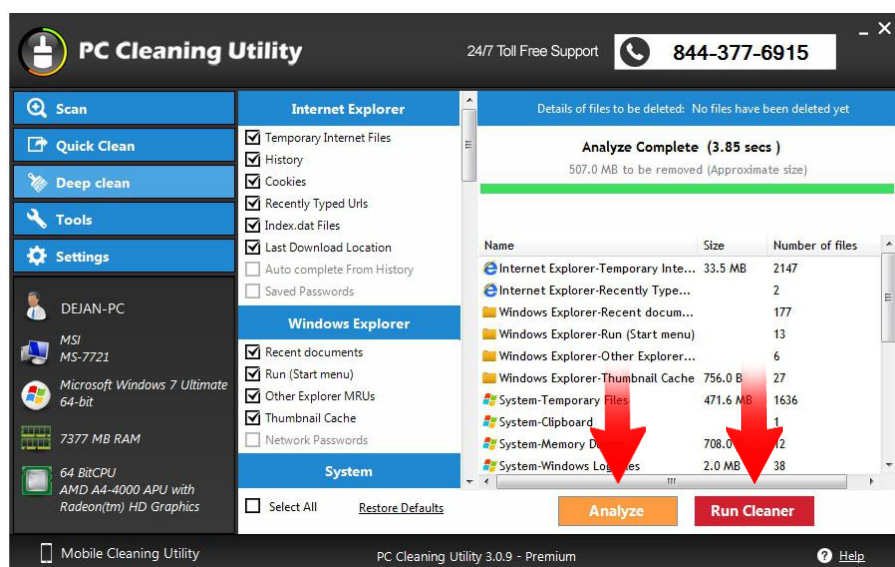 PC Cleaning Utility
24/7 Toll Free Support
844-377-6915
Scan
Quick Clean
Deep clean
Tools
Settings
DEJAN-PC
MSI
MS-7721
Microsoft Windows 7 Ultimate
64-bit
7377 MB RAM
64 BitCPU
AMD A4-4000 APU with
Radeon(tm) HD Graphics
Internet Explorer
Temporary Internet Files
History
Cookies
Recently Typed Urls
Index.dat Files
Last Download Location
Auto complete From History
Saved Passwords
Windows Explorer
Recent documents
Run (Start menu)
Other Explorer MRUs
Thumbnail Cache
Network Passwords
System
Select All
Restore Defaults
Details of files to be deleted: No files have been deleted yet
Analyze Complete (3.85 secs )
507.0 MB to be removed (Approximate size)
Name Size Number of files
Internet Explorer-Temporary Inte... 33.5 MB 2147
Internet Explorer-Recently Type... 2
Windows Explorer-Recent docum... 177
Windows Explorer-Run (Start menu) 13
Windows Explorer-Other Explorer... 6
Windows Explorer-Thumbnail Cache 756.0 B 27
System-Temporary Files 471.6 MB 1636
System-Clipboard 1
System-Memory 708.0 12
System-Windows 2.0 MB 38
Analyze
Run Cleaner
Mobile Cleaning Utility
PC Cleaning Utility 3.0.9 - Premium
Help